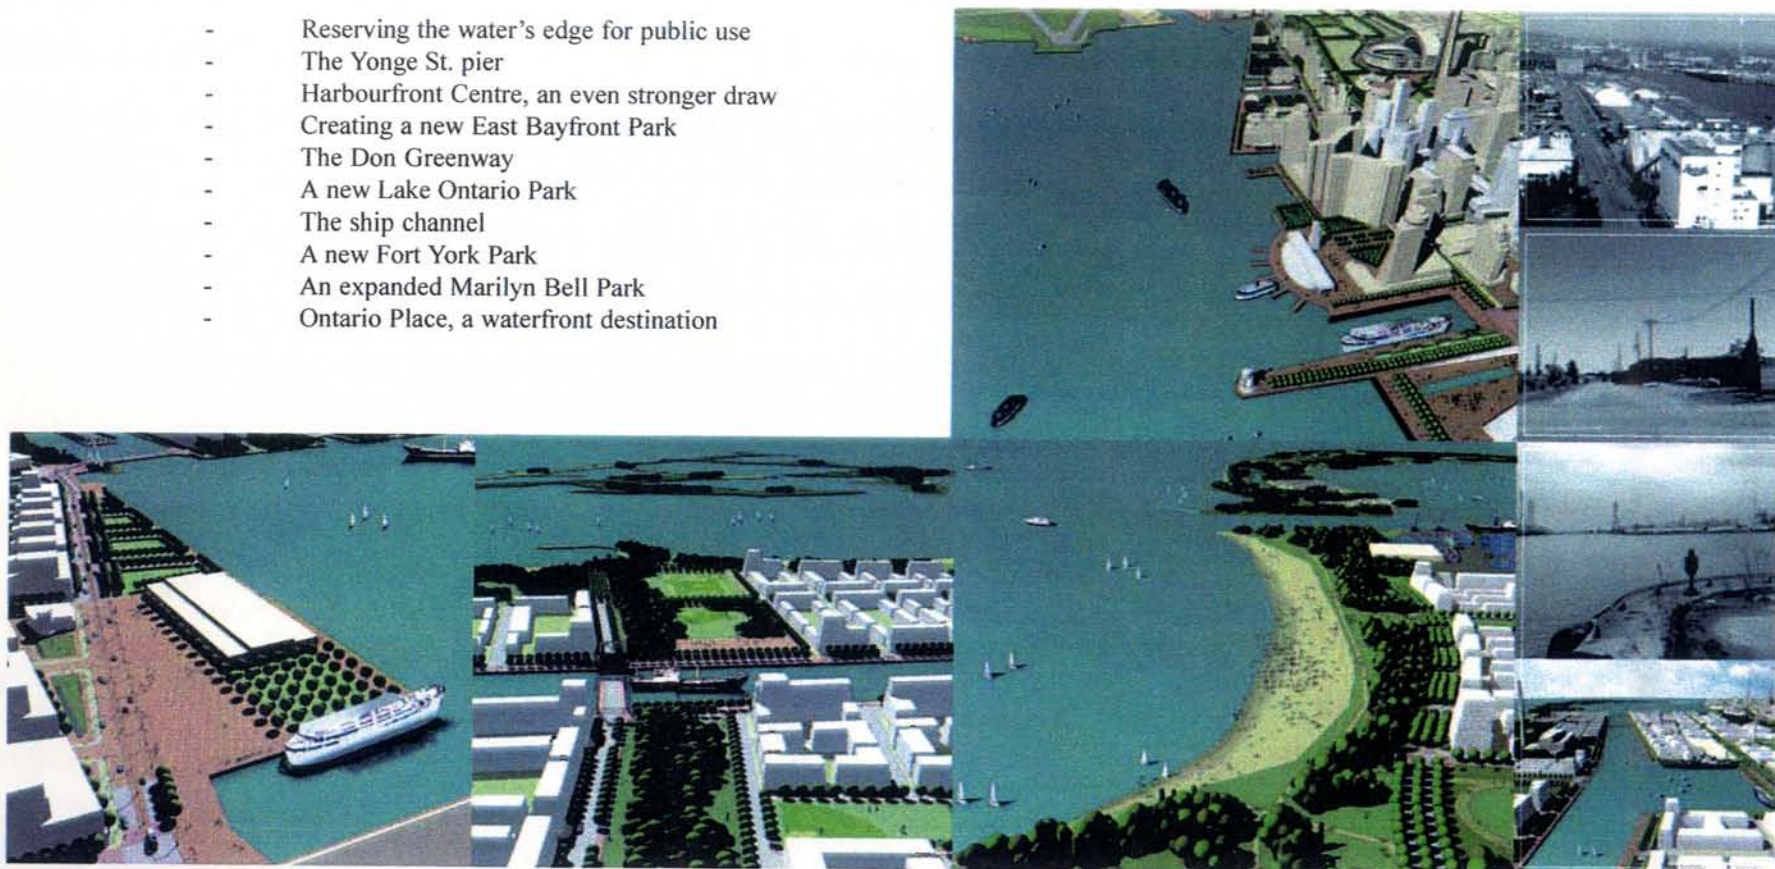 - Reserving the water's edge for public use
- The Yonge St. pier
- Harbourfront Centre, an even stronger draw
- Creating a new East Bayfront Park
- The Don Greenway
- A new Lake Ontario Park
- The ship channel
- A new Fort York Park
- An expanded Marilyn Bell Park
- Ontario Place, a waterfront destination